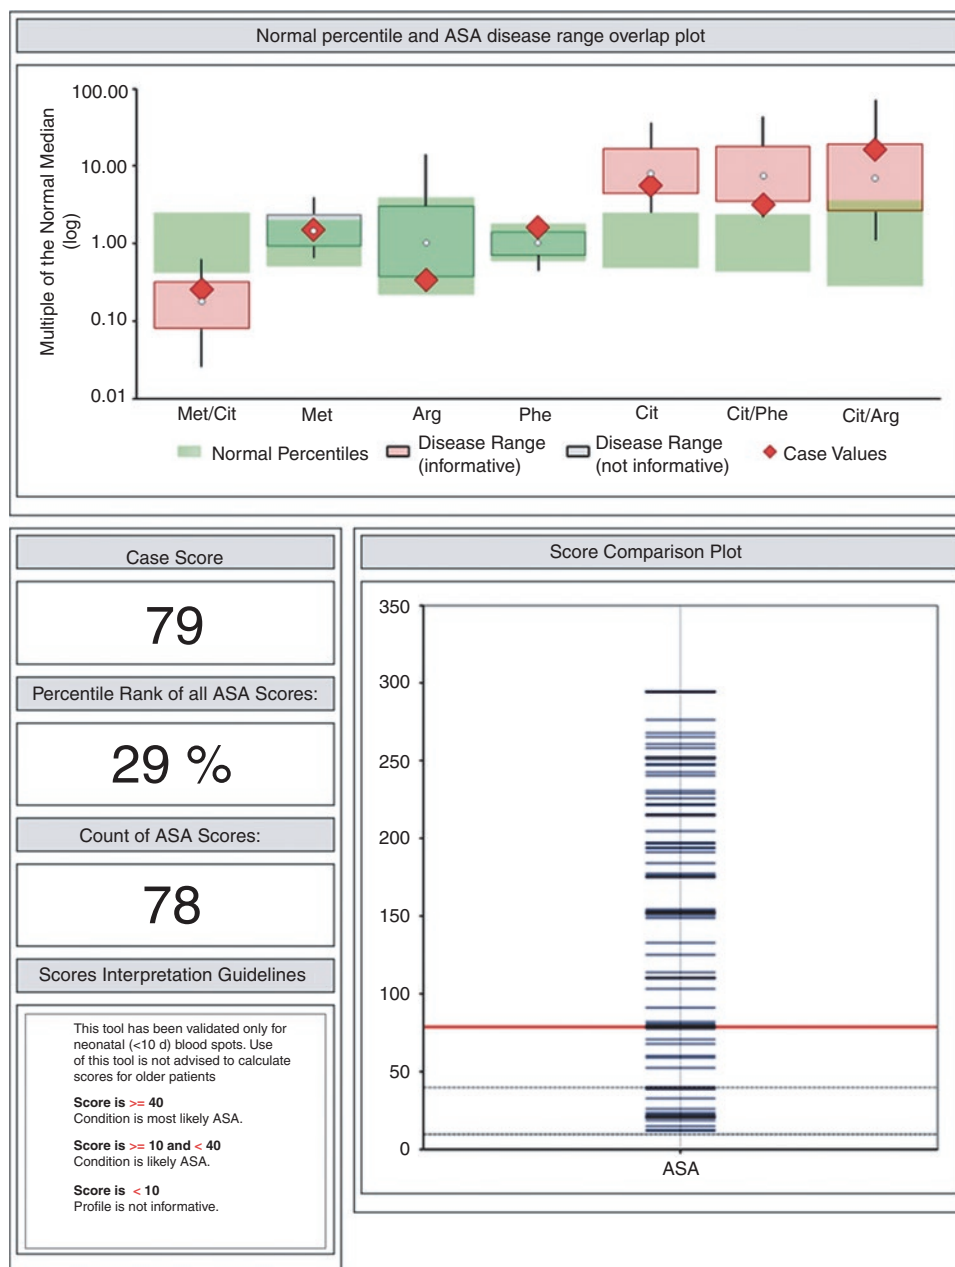 Normal percentile and ASA disease range overlap plot
Multiple of the Normal Median
(log)
100.00
10.00
1.00
0.10
0.01
Met/Cit Met Arg Phe Cit Cit/Phe Cit/Arg
Normal Percentiles
Disease Range
(informative)
Disease Range
(not informative)
Case Values
Case Score
79
Percentile Rank of all ASA Scores:
29 %
Count of ASA Scores:
78
Scores Interpretation Guidelines
This tool has been validated only for
neonatal (<10 d) blood spots. Use
of this tool is not advised to calculate
scores for older patients
Score is >= 40
Condition is most likely ASA.
Score is >= 10 and < 40
Condition is likely ASA.
Score is < 10
Profile is not informative.
Score Comparison Plot
350
300
250
200
150
100
50
0
ASA